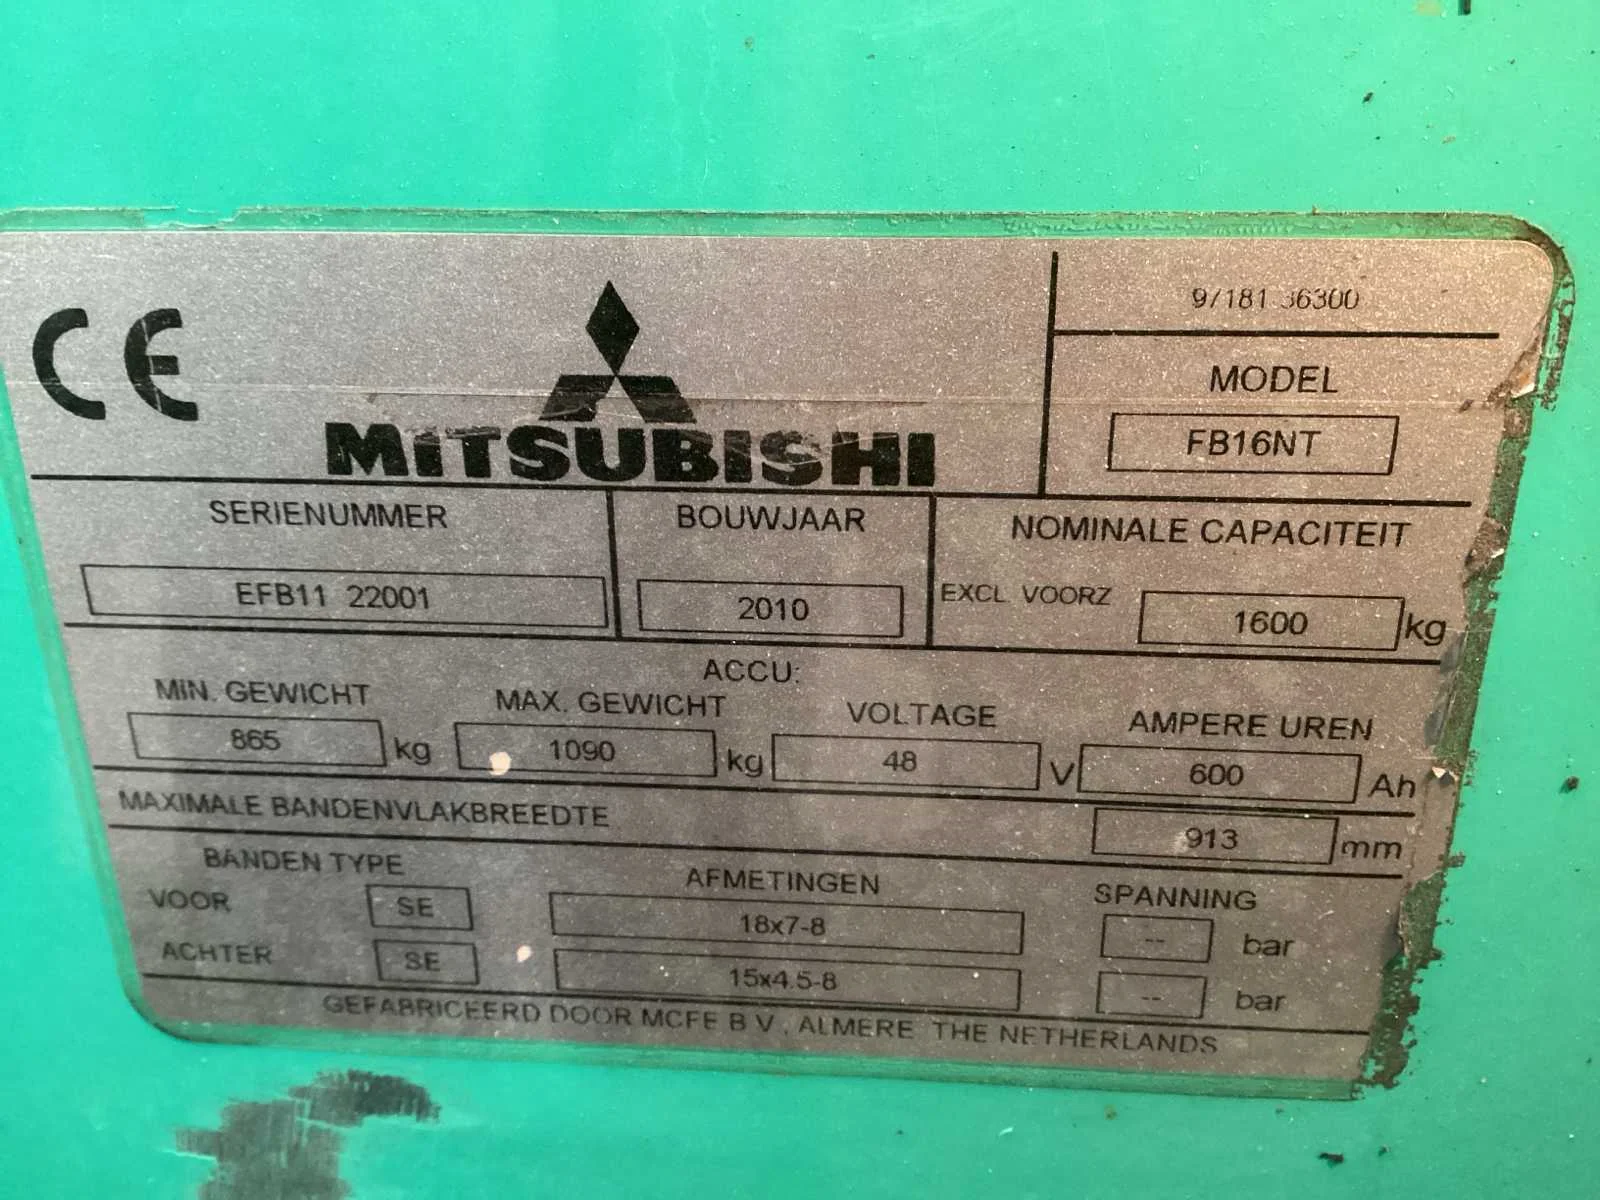 CE
MITSUBISHI
MODEL
FB16NT
SERIENUMMER
EFB11 22001
BOUWJAAR
2010
NOMINALE CAPACITEIT
EXCL VOORZ 1600 kg
ACCU:
MIN. GEWICHT MAX. GEWICHT VOLTAGE AMPERE UREN
865 kg 1090 kg 48 V 600 Ah
MAXIMALE BANDENVLAKBREEDTE 913 mm
BANDEN TYPE AFMETINGEN SPANNING
VOOR SE 18x7-8 -- bar
ACHTER SE 15x4.5-8 -- bar
GEFABRICEERD DOOR MCFE B V , ALMERE THE NETHERLANDS